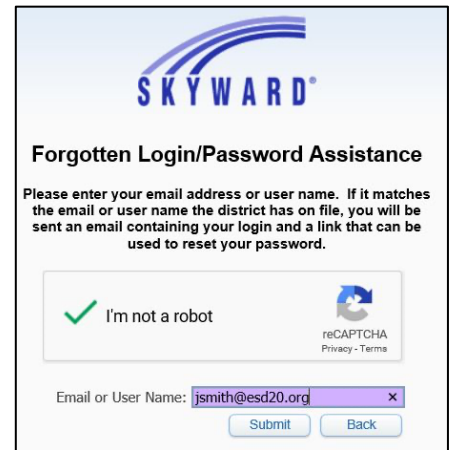 SKYWARD®
Forgotten Login/Password Assistance
Please enter your email address or user name. If it matches
the email or user name the district has on file, you will be
sent an email containing your login and a link that can be
used to reset your password.
I'm not a robot
reCAPTCHA
Privacy - Terms
Email or User Name: jsmith@esd20.org ×
Submit Back